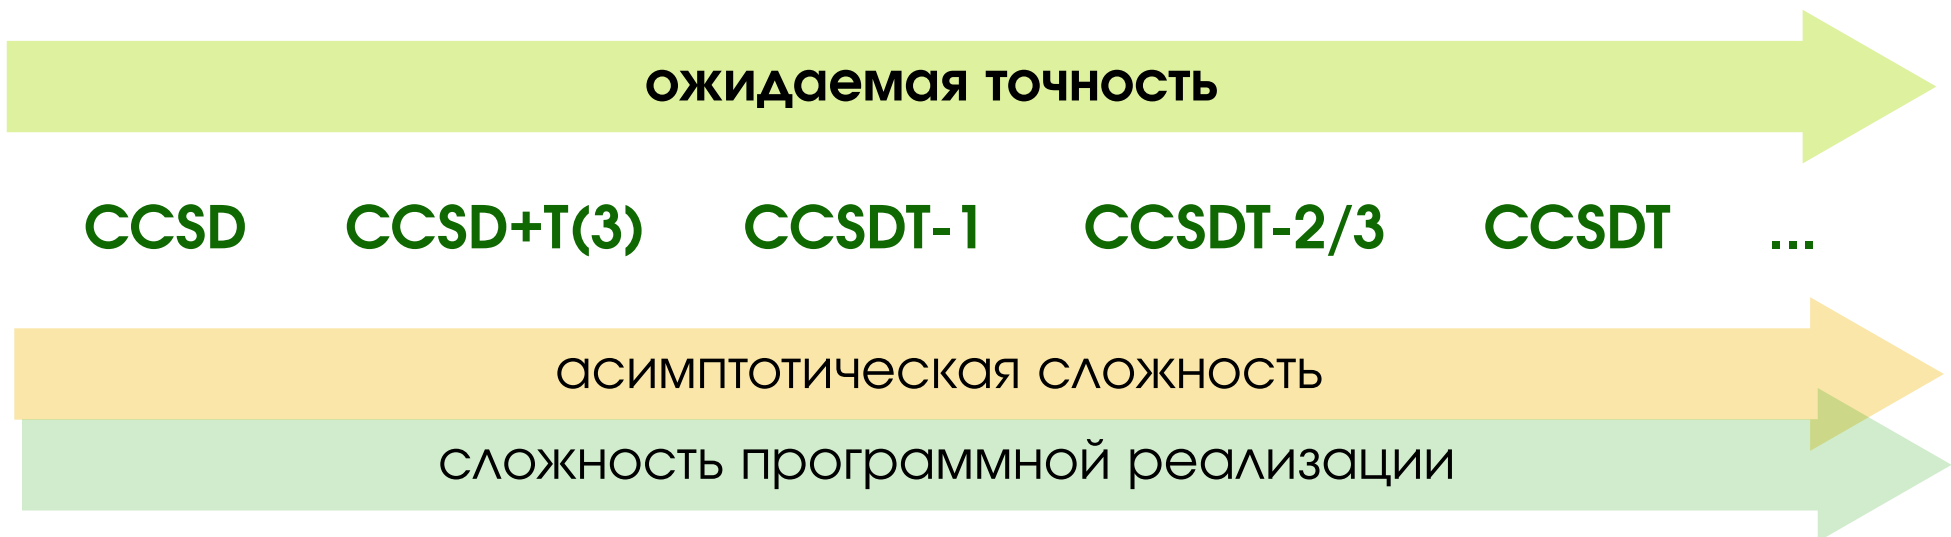 ожидаемая точность
CCSD CCSD+T(3) CCSDT-1 CCSDT-2/3 CCSDT ...
асимптотическая сложность
сложность программной реализации